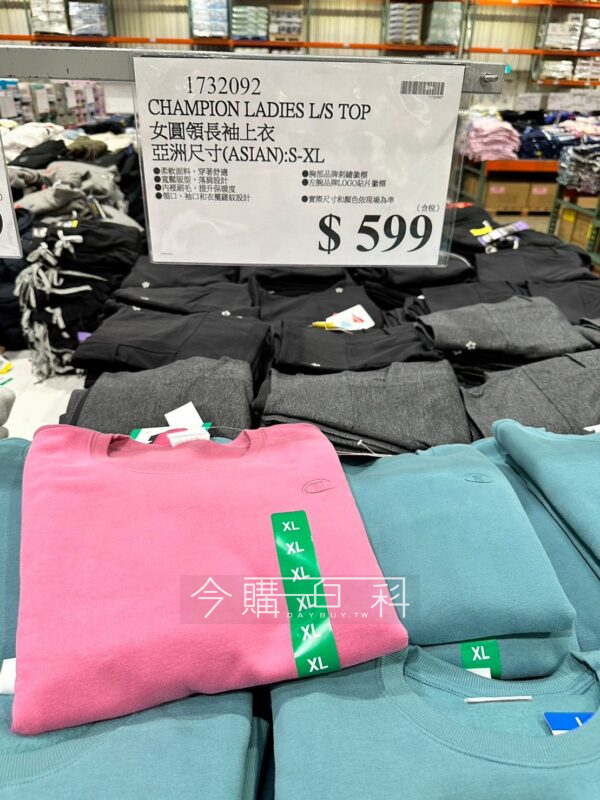 1732092
CHAMPION LADIES L/S TOP
女圓領長袖上衣
亞洲尺寸(ASIAN):S-XL
●柔軟面料，穿著舒適
●寬鬆版型，落肩設計
●內裡刷毛，提升保暖度
●領口、袖口和衣襬羅紋設計
●胸前品牌刺繡徽標
●左腕品牌LOGO貼片徽標
●實際尺寸和顏色依現場為準
(含稅)
$ 599
XL
XL
XL
XL
XL
XL
今購百科
DAYBUY.TW
XL